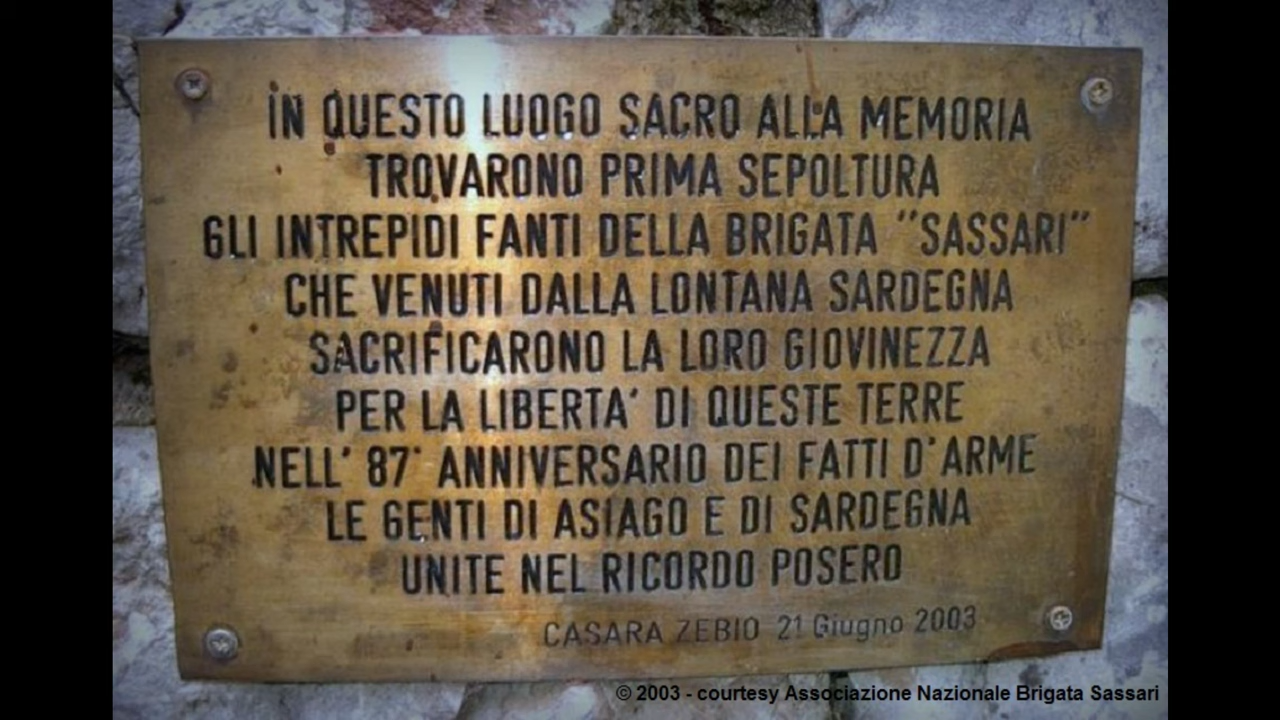 IN QUESTO LUOGO SACRO ALLA MEMORIA
TROVARONO PRIMA SEPOLTURA
GLI INTREPIDI FANTI DELLA BRIGATA "SASSARI"
CHE VENUTI DALLA LONTANA SARDEGNA
SACRIFICARONO LA LORO GIOVINEZZA
PER LA LIBERTA' DI QUESTE TERRE
NELL' 87° ANNIVERSARIO DEI FATTI D'ARME
LE GENTI DI ASIAGO E DI SARDEGNA
UNITE NEL RICORDO POSERO
CASARA ZEBIO 21 Giugno 2003
© 2003 - courtesy Associazione Nazionale Brigata Sassari